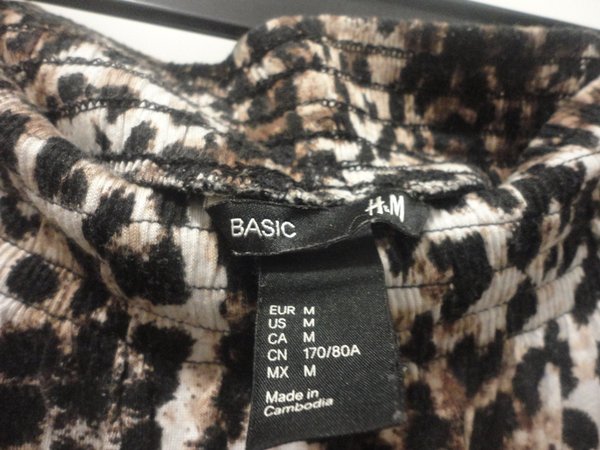 BASIC H&M
EUR M
US M
CA M
CN 170/80A
MX M
Made in
Cambodia